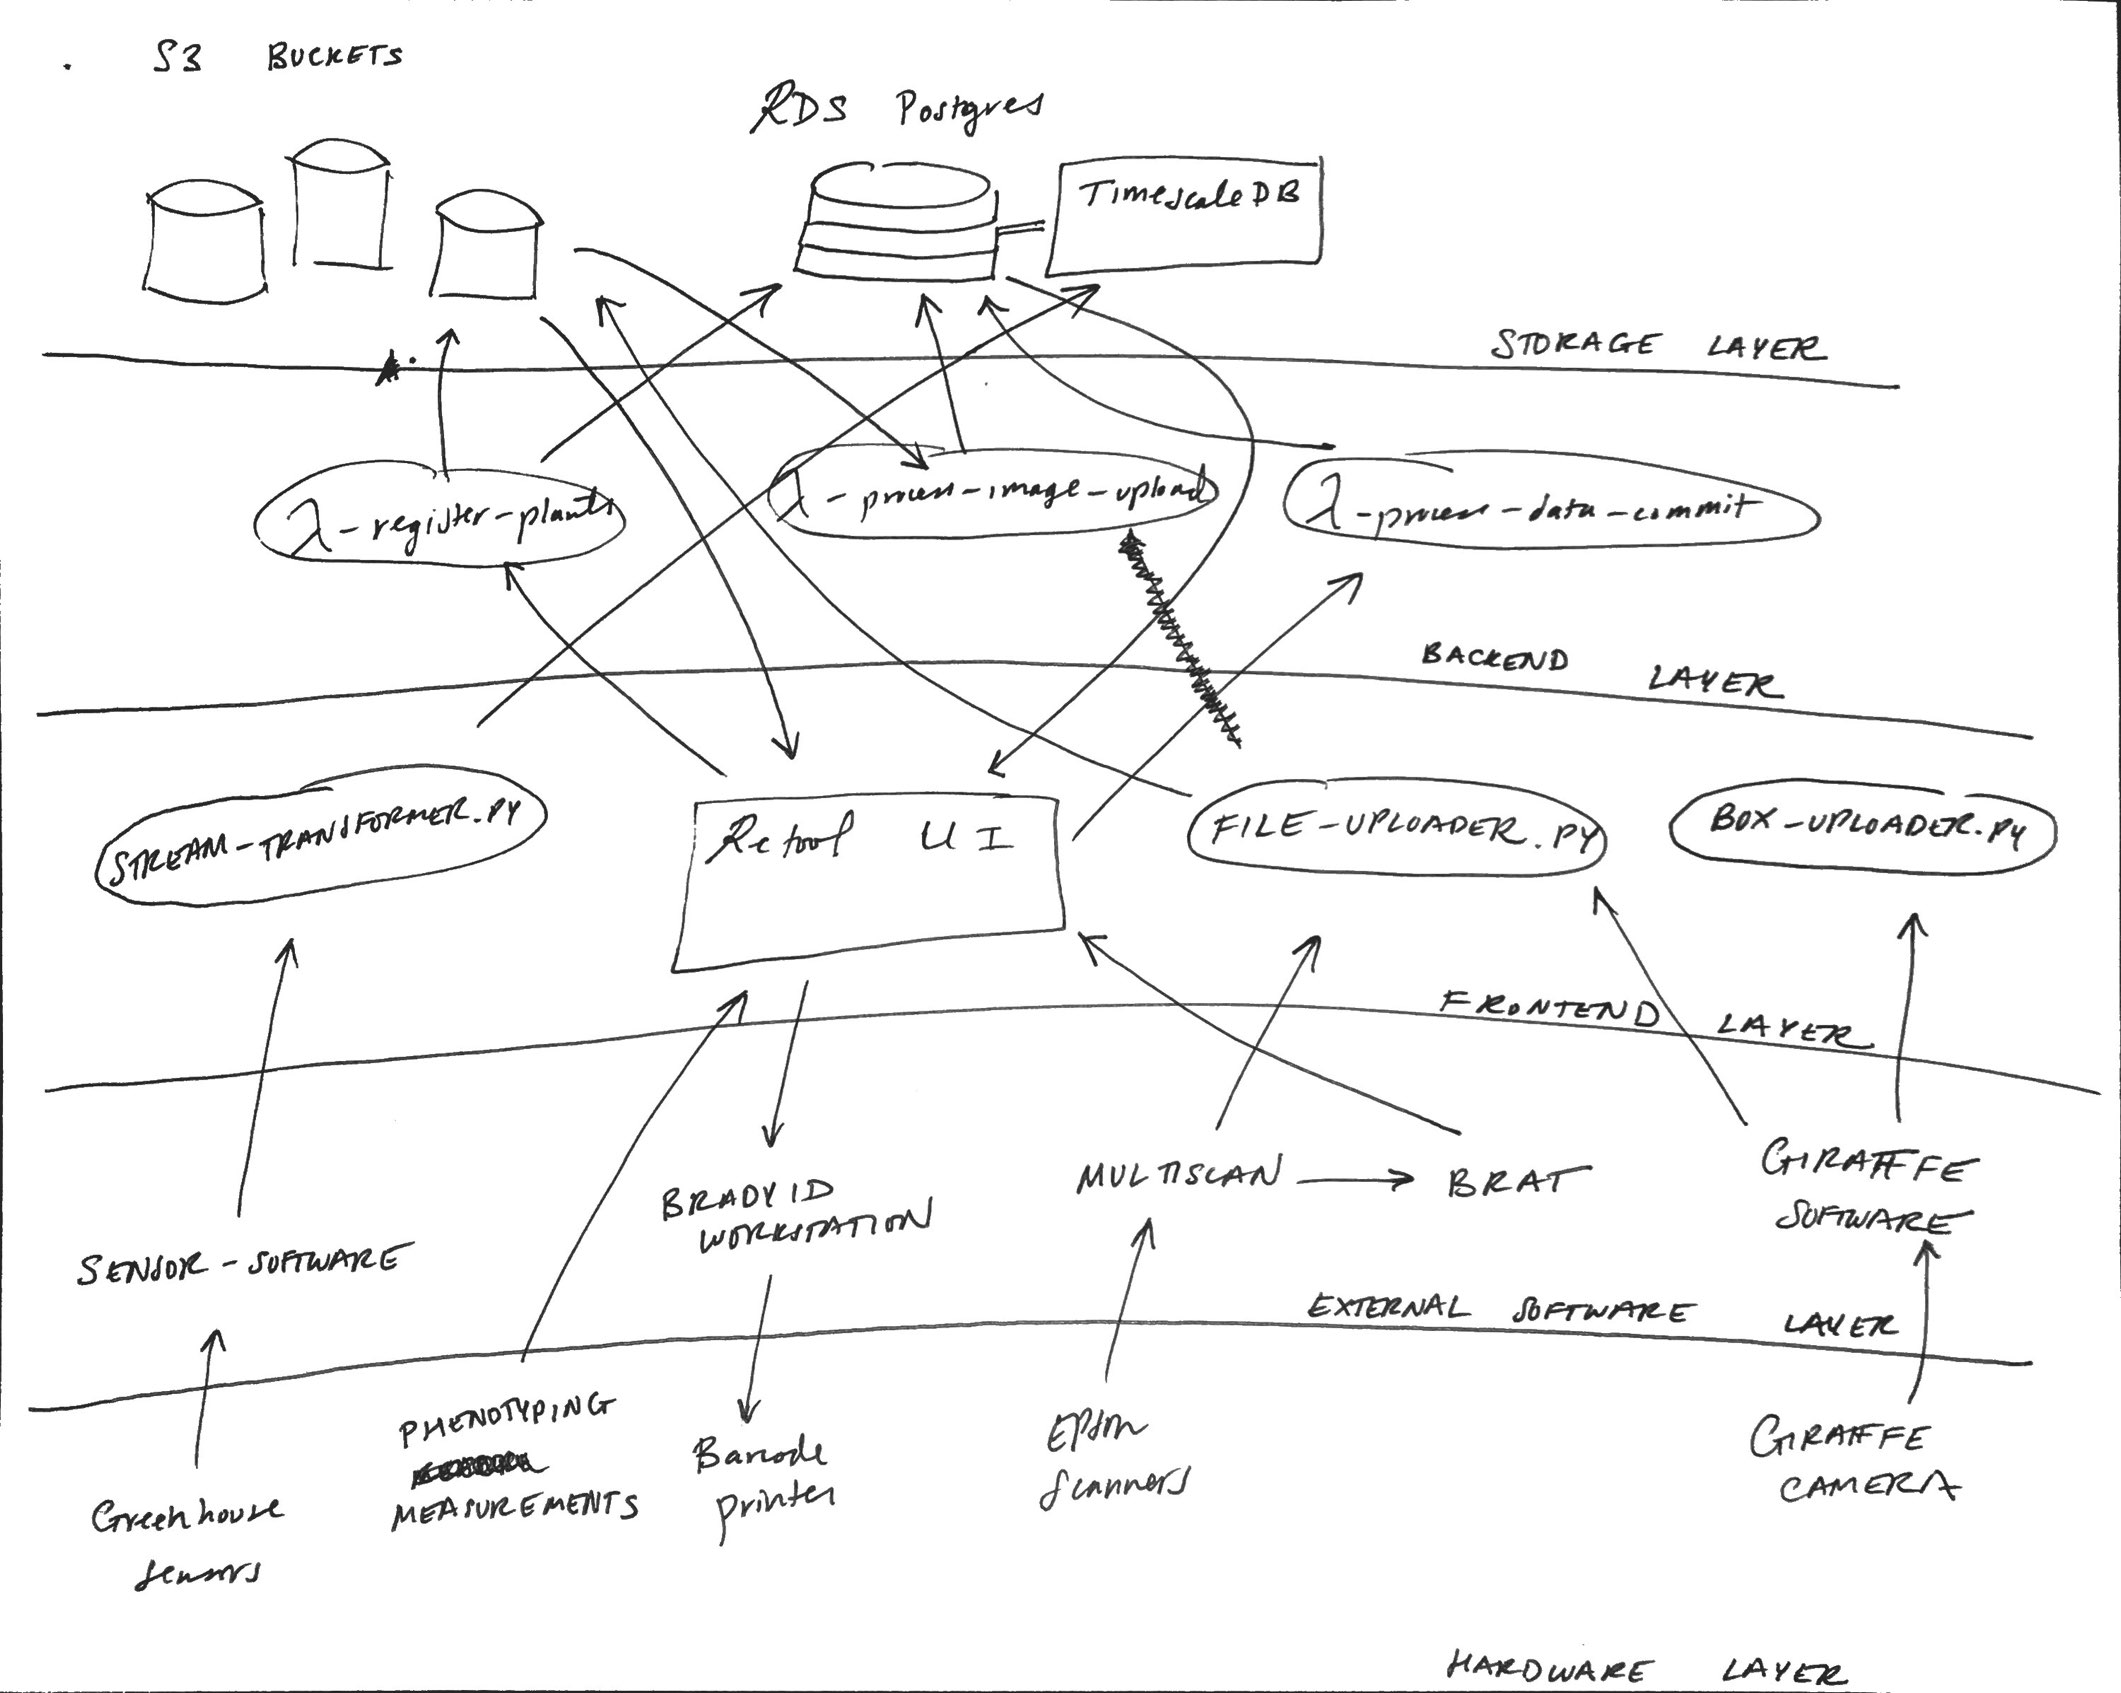 S3 BUCKETS
RDS Postgres
TimescaleDB
STORAGE LAYER
λ-register-plants
λ-process-image-upload
λ-process-data-commit
BACKEND LAYER
STREAM-TRANSFORMER.PY
Retool UI
FILE-UPLOADER.PY
BOX-UPLOADER.PY
FRONTEND LAYER
SENSOR-SOFTWARE
BRADY ID
WORKSTATION
MULTISCAN
BRAT
GIRAFFE
SOFTWARE
EXTERNAL SOFTWARE LAYER
Greenhouse
sensors
PHENOTYPING
MEASUREMENTS
Barcode
printer
Epson
scanners
GIRAFFE
CAMERA
HARDWARE LAYER